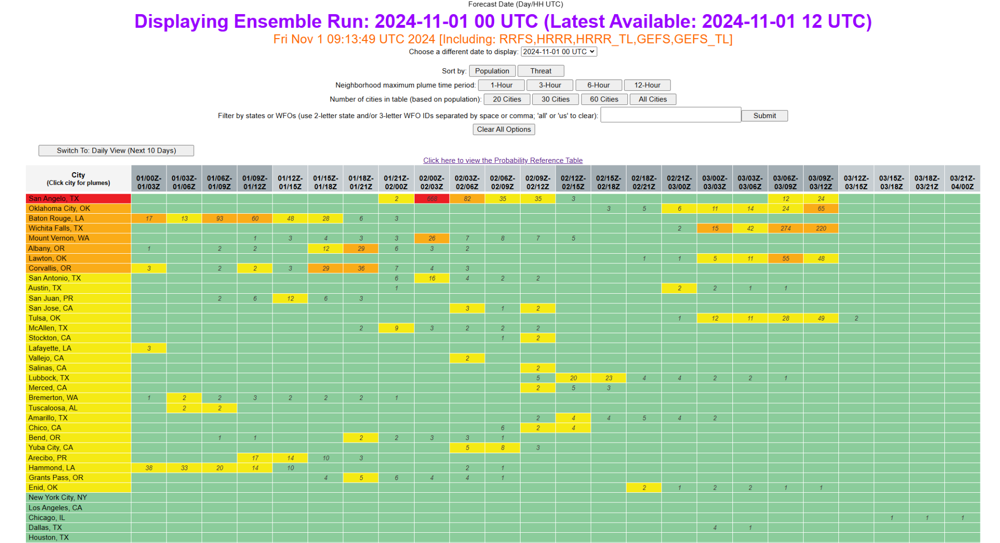 Forecast Date (Day/HH UTC)
Displaying Ensemble Run: 2024-11-01 00 UTC (Latest Available: 2024-11-01 12 UTC)
Fri Nov 1 09:13:49 UTC 2024 [Including: RRFS,HRRR,HRRR_TL,GEFS,GEFS_TL]
Choose a different date to display: 2024-11-01 00 UTC
Sort by: Population Threat
Neighborhood maximum plume time period: 1-Hour 3-Hour 6-Hour 12-Hour
Number of cities in table (based on population): 20 Cities 30 Cities 60 Cities All Cities
Filter by states or WFOs (use 2-letter state and/or 3-letter WFO IDs separated by space or comma; 'all' or 'us' to clear): Submit
Clear All Options
Switch To: Daily View (Next 10 Days)
Click here to view the Probability Reference Table
City 01/00Z- 01/03Z- 01/06Z- 01/09Z- 01/12Z- 01/15Z- 01/18Z- 01/21Z- 02/00Z- 02/03Z- 02/06Z- 02/09Z- 02/12Z- 02/15Z- 02/18Z- 02/21Z- 03/00Z- 03/03Z- 03/06Z- 03/09Z- 03/12Z- 03/15Z- 03/18Z- 03/21Z-
(Click city for plumes) 01/03Z 01/06Z 01/09Z 01/12Z 01/15Z 01/18Z 01/21Z 02/00Z 02/03Z 02/06Z 02/09Z 02/12Z 02/15Z 02/18Z 02/21Z 03/00Z 03/03Z 03/06Z 03/09Z 03/12Z 03/15Z 03/18Z 03/21Z 04/00Z
San Angelo, TX 2 668 82 35 35 3 12 24
Oklahoma City, OK 3 5 6 11 14 24 65
Baton Rouge, LA 17 13 93 60 48 28 6 3
Wichita Falls, TX 2 15 42 274 220
Mount Vernon, WA 1 3 4 3 3 26 7 8 7 5
Albany, OR 1 2 2 12 29 6 3 2
Lawton, OK 1 1 5 11 55 48
Corvallis, OR 3 2 2 3 29 36 7 4 3
San Antonio, TX 6 16 4 2 2
Austin, TX 1 2 2 1 1
San Juan, PR 2 6 12 6 3
San Jose, CA 3 1 2
Tulsa, OK 1 12 11 28 49 2
McAllen, TX 2 9 3 2 2 2
Stockton, CA 1 2
Lafayette, LA 3
Vallejo, CA 2
Salinas, CA 2
Lubbock, TX 5 20 23 4 4 2 2 1
Merced, CA 2 5 3
Bremerton, WA 1 2 2 3 2 2 2 1
Tuscaloosa, AL 2 2
Amarillo, TX 2 4 4 5 4 2
Chico, CA 6 2 4
Bend, OR 1 1 2 2 3 3 1
Yuba City, CA 5 8 3
Arecibo, PR 17 14 10 3
Hammond, LA 38 33 20 14 10 2 1
Grants Pass, OR 4 5 6 4 4 1
Enid, OK 2 1 2 2 1 1
New York City, NY
Los Angeles, CA
Chicago, IL 1 1 1
Dallas, TX 4 1
Houston, TX